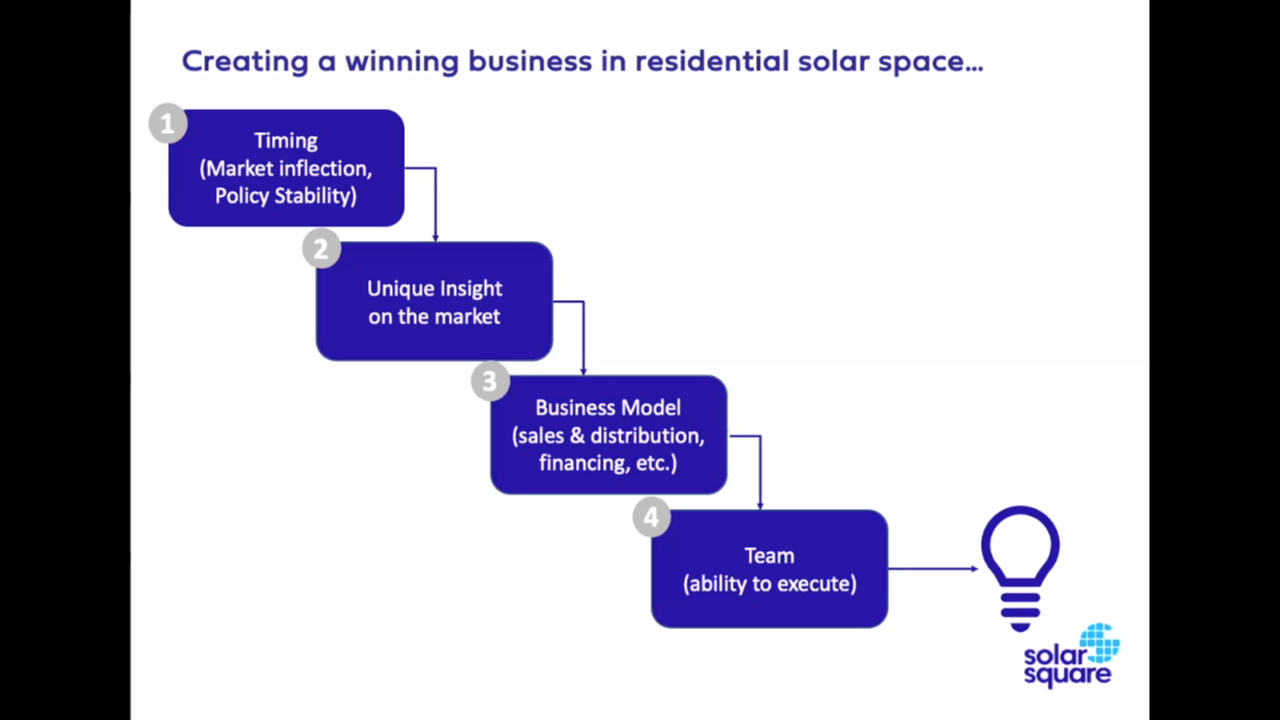 Creating a winning business in residential solar space...
1
Timing
(Market inflection,
Policy Stability)
2
Unique Insight
on the market
3
Business Model
(sales & distribution,
financing, etc.)
4
Team
(ability to execute)
solar
square